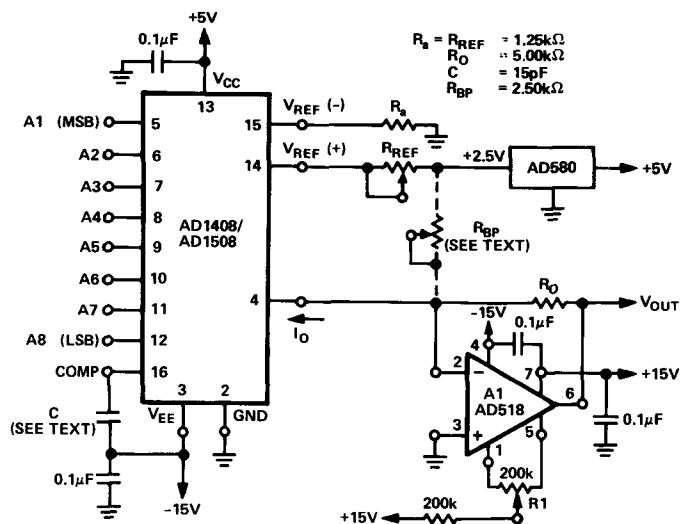 +5V
0.1μF
Ra = RREF = 1.25kΩ
RO = 5.00kΩ
C = 15pF
RBP = 2.50kΩ
VCC
13
A1 (MSB) 5
15 VREF (-) Ra
A2 6
14 VREF (+) RREF +2.5V AD580 +5V
A3 7
A4 8
AD1408/
AD1508
A5 9
RBP
(SEE TEXT)
A6 10
A7 11
4 IO RO VOUT
A8 (LSB) 12
-15V 0.1μF
COMP 16
4
2 −
7 +15V
A1
AD518
6
3 +
5
1
0.1μF
3 2
VEE GND
C
(SEE TEXT)
0.1μF
-15V
200k
R1
+15V 200k